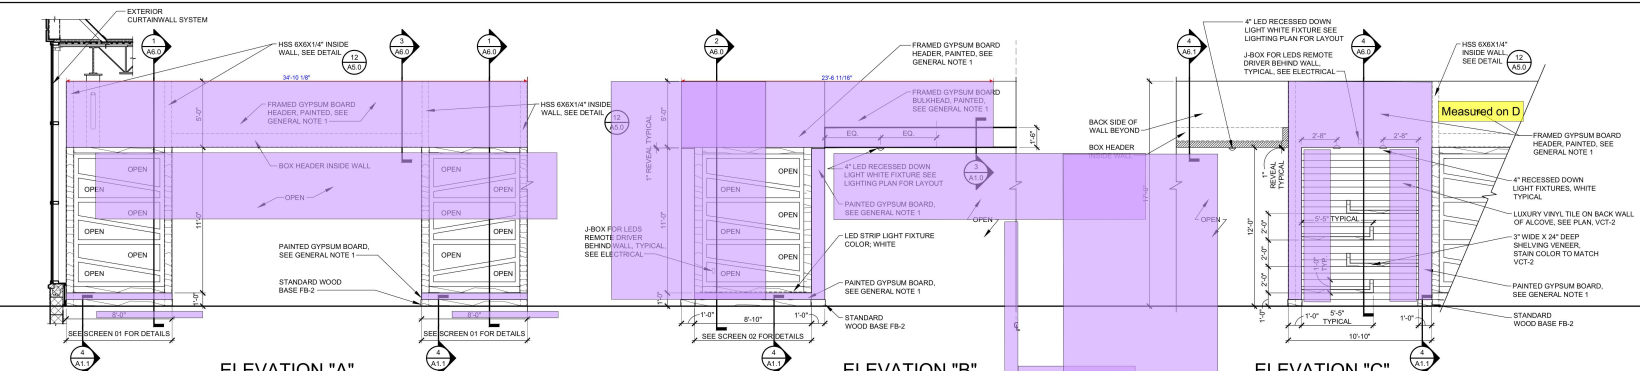 EXTERIOR
CURTAINWALL SYSTEM
HSS 6X6X1/4" INSIDE
WALL, SEE DETAIL
12
A5.0
1
A6.0
3
A6.0
1
A6.0
34'-10 1/8"
5'-0"
FRAMED GYPSUM BOARD
HEADER, PAINTED, SEE
GENERAL NOTE 1
HSS 6X6X1/4" INSIDE
WALL, SEE DETAIL
12
A5.0
BOX HEADER INSIDE WALL
OPEN
OPEN
OPEN
OPEN
OPEN
OPEN
OPEN
OPEN
OPEN
11'-0"
PAINTED GYPSUM BOARD,
SEE GENERAL NOTE 1
STANDARD WOOD
BASE FB-2
1'-0"
8'-0"
8'-0"
SEE SCREEN 01 FOR DETAILS
SEE SCREEN 01 FOR DETAILS
4
A1.1
4
A1.1
ELEVATION "A"
2
A6.0
23'-6 11/16"
FRAMED GYPSUM BOARD
HEADER, PAINTED, SEE
GENERAL NOTE 1
FRAMED GYPSUM BOARD
BULKHEAD, PAINTED,
SEE GENERAL NOTE 1
5'-0"
1" REVEAL TYPICAL
EQ.
EQ.
1'-6"
4" LED RECESSED DOWN
LIGHT WHITE FIXTURE SEE
LIGHTING PLAN FOR LAYOUT
3
A1.0
PAINTED GYPSUM BOARD,
SEE GENERAL NOTE 1
OPEN
OPEN
OPEN
OPEN
OPEN
11'-0"
J-BOX FOR LEDS
REMOTE DRIVER
BEHIND WALL, TYPICAL,
SEE ELECTRICAL
LED STRIP LIGHT FIXTURE
COLOR; WHITE
PAINTED GYPSUM BOARD,
SEE GENERAL NOTE 1
1'-0"
STANDARD
WOOD BASE FB-2
1'-0"
8'-10"
1'-0"
SEE SCREEN 02 FOR DETAILS
4
A1.1
4
A1.1
ELEVATION "B"
4
A6.1
4" LED RECESSED DOWN
LIGHT WHITE FIXTURE SEE
LIGHTING PLAN FOR LAYOUT
J-BOX FOR LEDS REMOTE
DRIVER BEHIND WALL,
TYPICAL, SEE ELECTRICAL
4
A6.0
HSS 6X6X1/4"
INSIDE WALL,
SEE DETAIL
12
A5.0
Measured on D
BACK SIDE OF
WALL BEYOND
BOX HEADER
INSIDE WALL
17'-0"
OPEN
1"
REVEAL
TYPICAL
12'-0"
2'-8"
2'-8"
FRAMED GYPSUM BOARD
HEADER, PAINTED, SEE
GENERAL NOTE 1
4" RECESSED DOWN
LIGHT FIXTURES, WHITE
TYPICAL
LUXURY VINYL TILE ON BACK WALL
OF ALCOVE, SEE PLAN, VCT-2
5'-5" TYPICAL
2'-0"
2'-0"
2'-0"
1'-0"
TYP.
3" WIDE X 24" DEEP
SHELVING VENEER,
STAIN COLOR TO MATCH
VCT-2
PAINTED GYPSUM BOARD,
SEE GENERAL NOTE 1
STANDARD
WOOD BASE FB-2
1'-0"
1'-0"
1'-0"
5'-5"
TYPICAL
1'-0"
10'-10"
4
A1.1
ELEVATION "C"